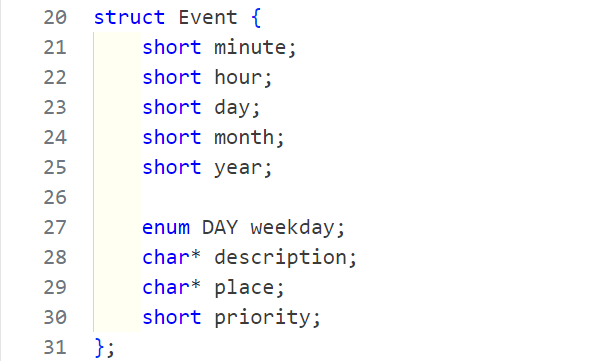 20 struct Event {
21     short minute;
22     short hour;
23     short day;
24     short month;
25     short year;
26
27     enum DAY weekday;
28     char* description;
29     char* place;
30     short priority;
31 };